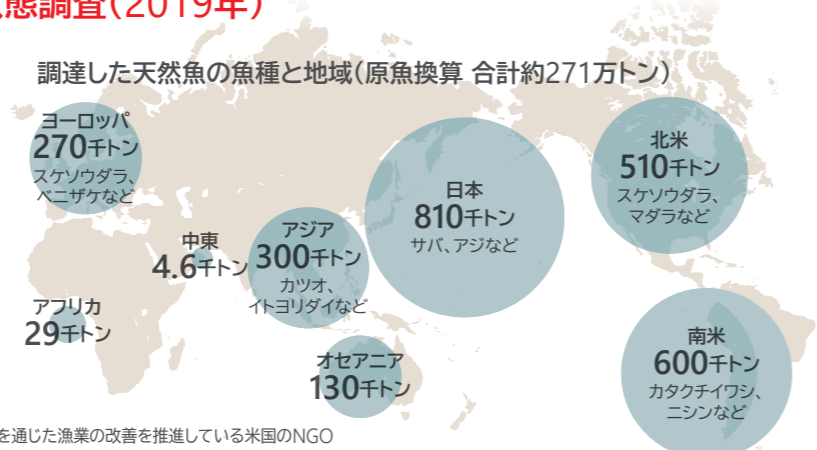 態調査（2019年）
調達した天然魚の魚種と地域（原魚換算 合計約271万トン）
ヨーロッパ
270千トン
スケソウダラ、
ベニザケなど
中東
4.6千トン
アフリカ
29千トン
アジア
300千トン
カツオ、
イトヨリダイなど
オセアニア
130千トン
日本
810千トン
サバ、アジなど
北米
510千トン
スケソウダラ、
マダラなど
南米
600千トン
カタクチイワシ、
ニシンなど
を通じた漁業の改善を推進している米国のNGO